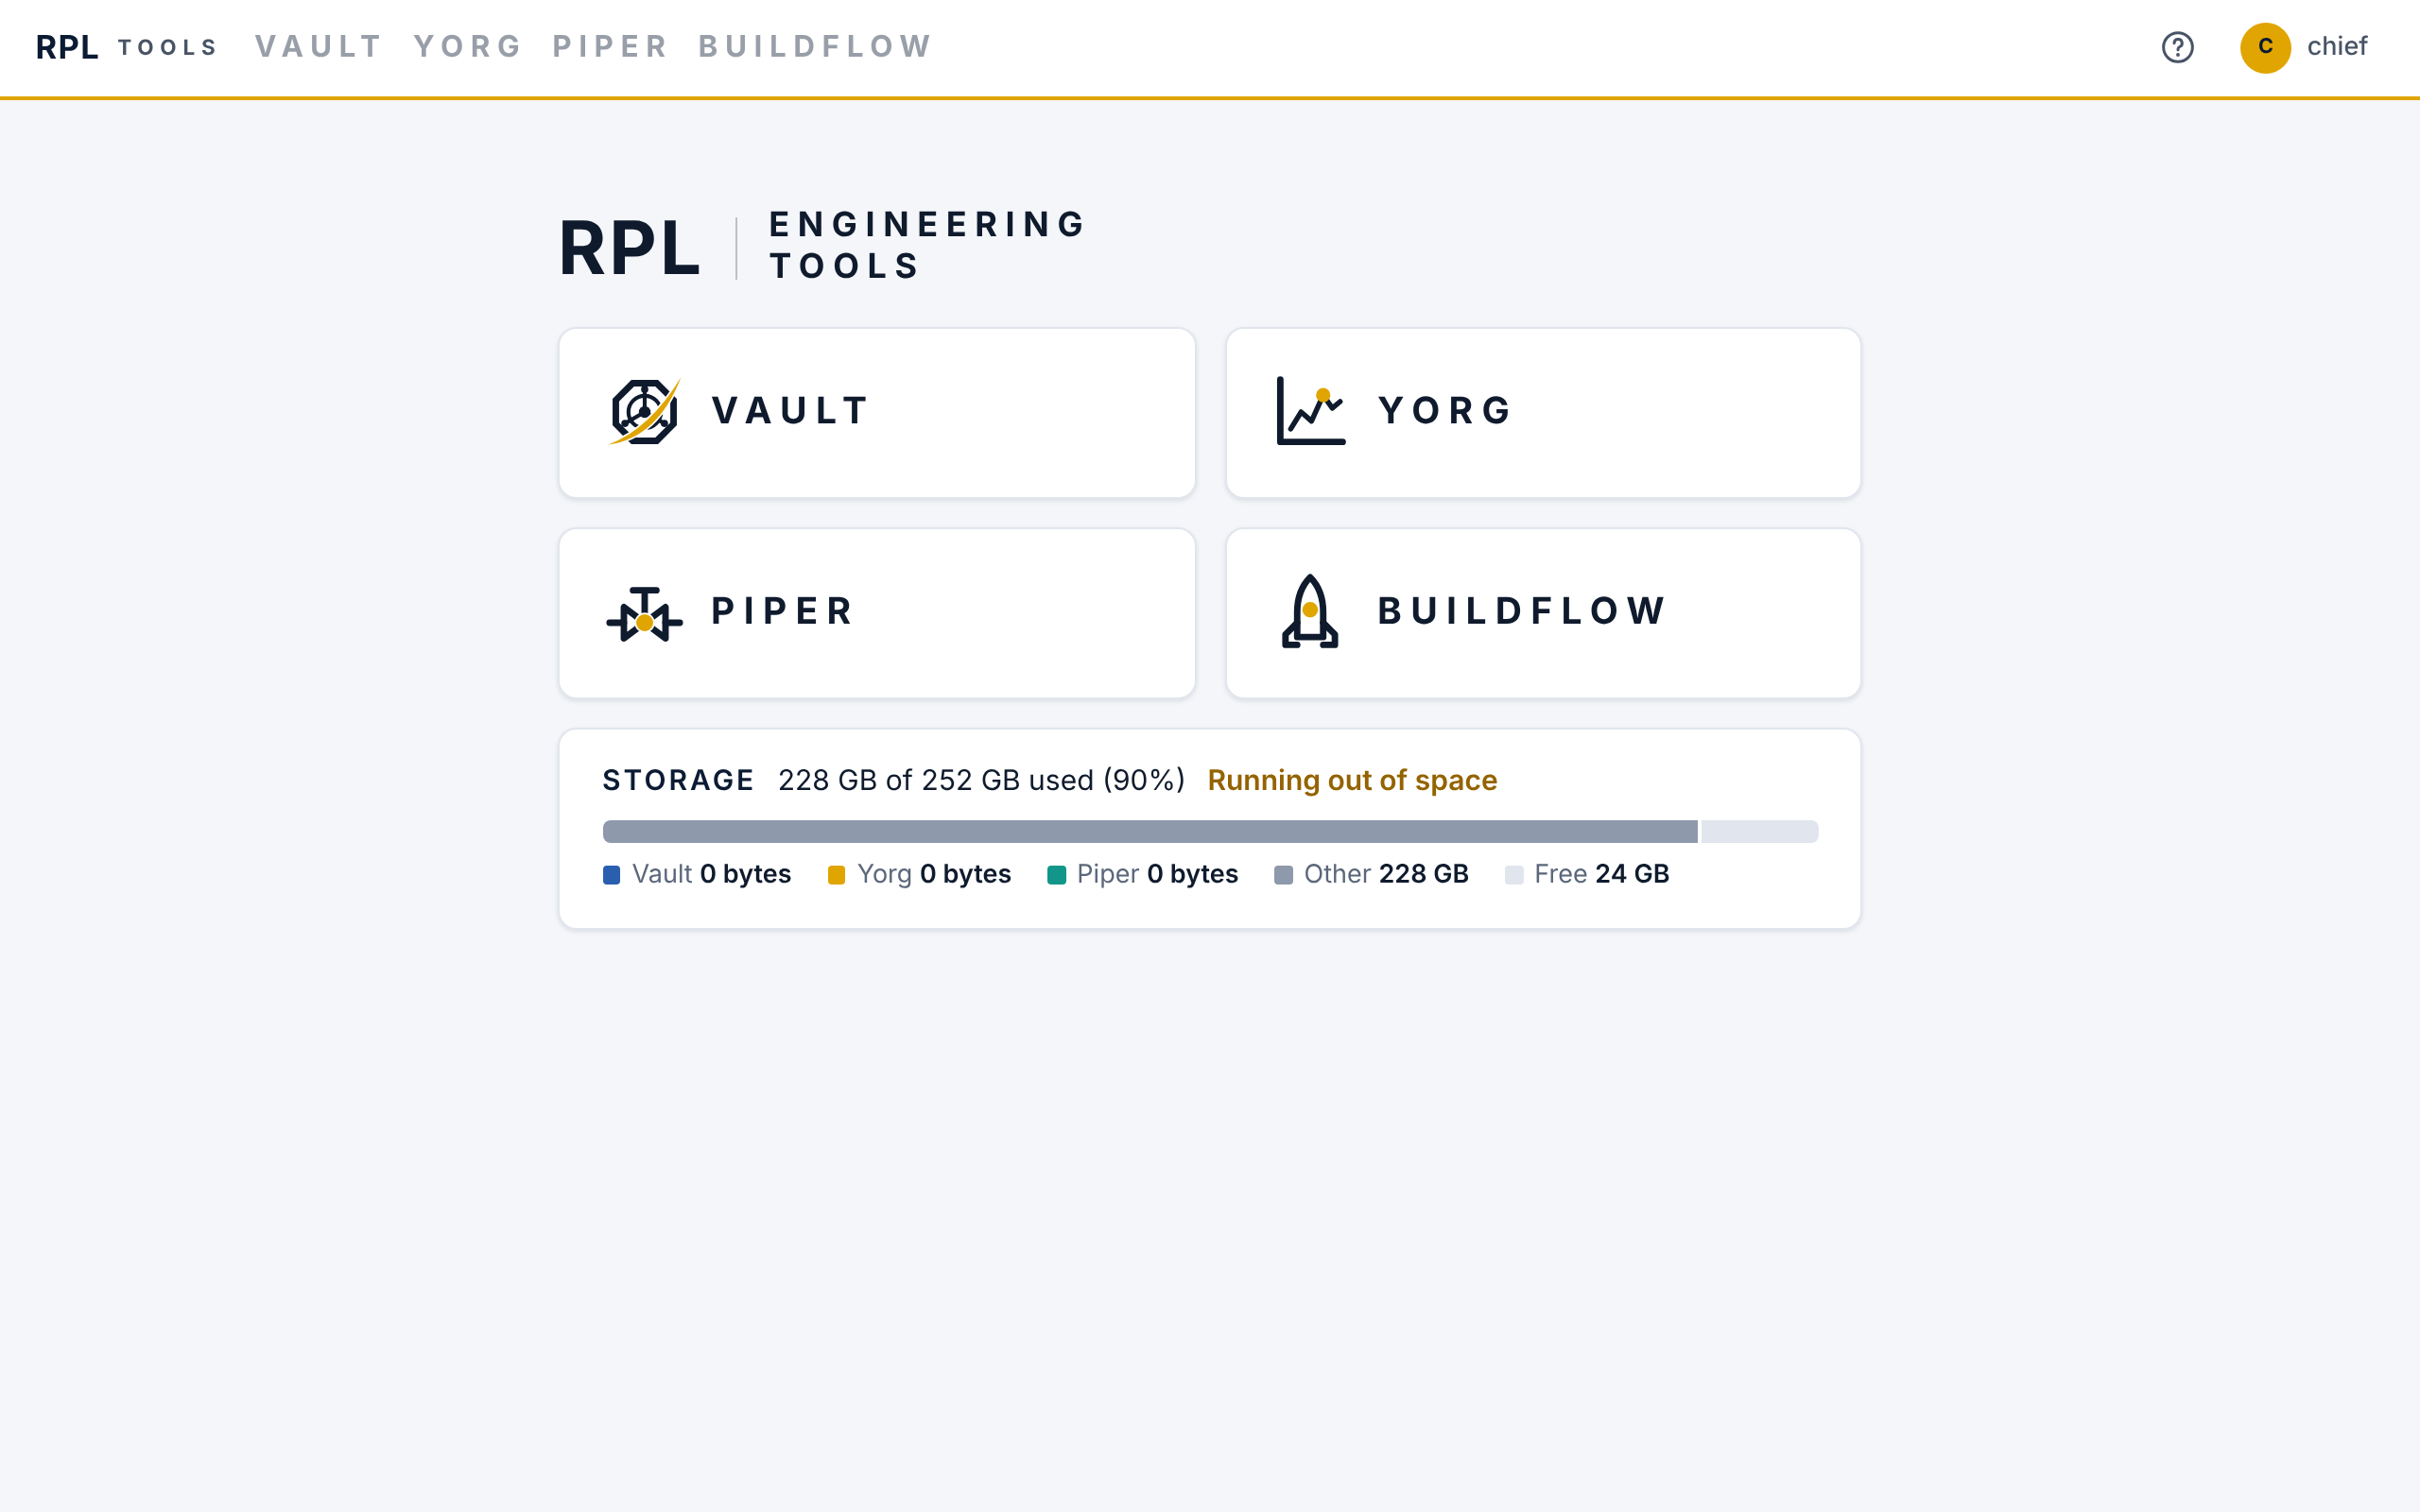 RPL TOOLS VAULT YORG PIPER BUILDFLOW C chief
RPL
ENGINEERING
TOOLS
VAULT
YORG
PIPER
BUILDFLOW
STORAGE 228 GB of 252 GB used (90%) Running out of space
Vault 0 bytes Yorg 0 bytes Piper 0 bytes Other 228 GB Free 24 GB